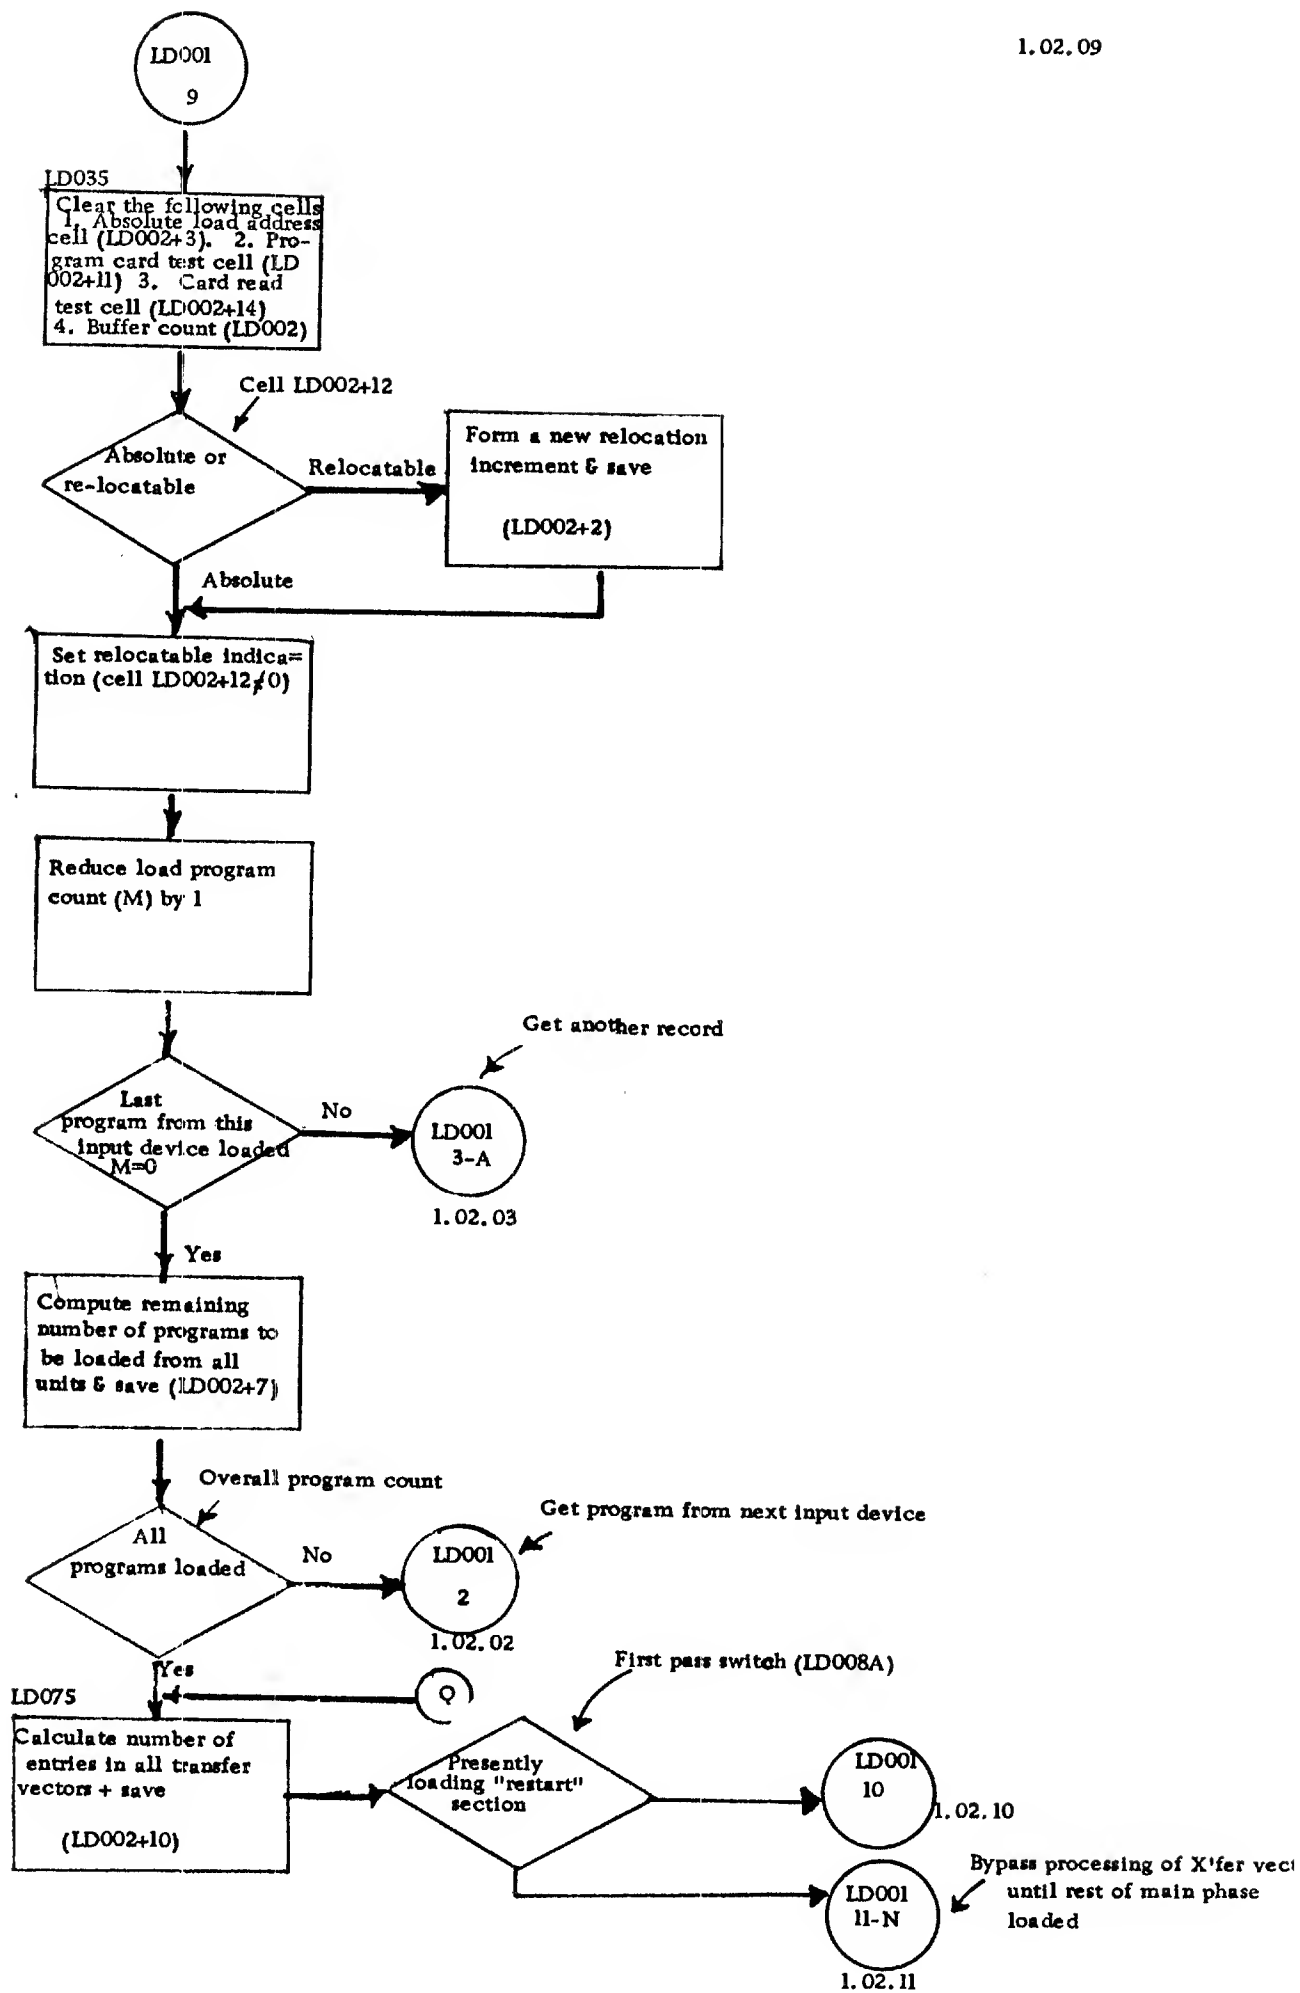 1.02.09
LD001
9
LD035
Clear the following cells
1. Absolute load address
cell (LD002+3). 2. Pro-
gram card test cell (LD
002+11) 3. Card read
test cell (LD002+14)
4. Buffer count (LD002)
Cell LD002+12
Absolute or
re-locatable
Relocatable
Form a new relocation
increment & save
(LD002+2)
Absolute
Set relocatable indica=
tion (cell LD002+12≠0)
Reduce load program
count (M) by 1
Get another record
Last
program from this
input device loaded
M=0
No
LD001
3-A
1.02.03
Yes
Compute remaining
number of programs to
be loaded from all
units & save (LD002+7)
Overall program count
All
programs loaded
No
Get program from next input device
LD001
2
1.02.02
Yes
Q
First pass switch (LD008A)
LD075
Calculate number of
entries in all transfer
vectors + save
(LD002+10)
Presently
loading "restart"
section
LD001
10
1.02.10
LD001
11-N
1.02.11
Bypass processing of X'fer vect
until rest of main phase
loaded